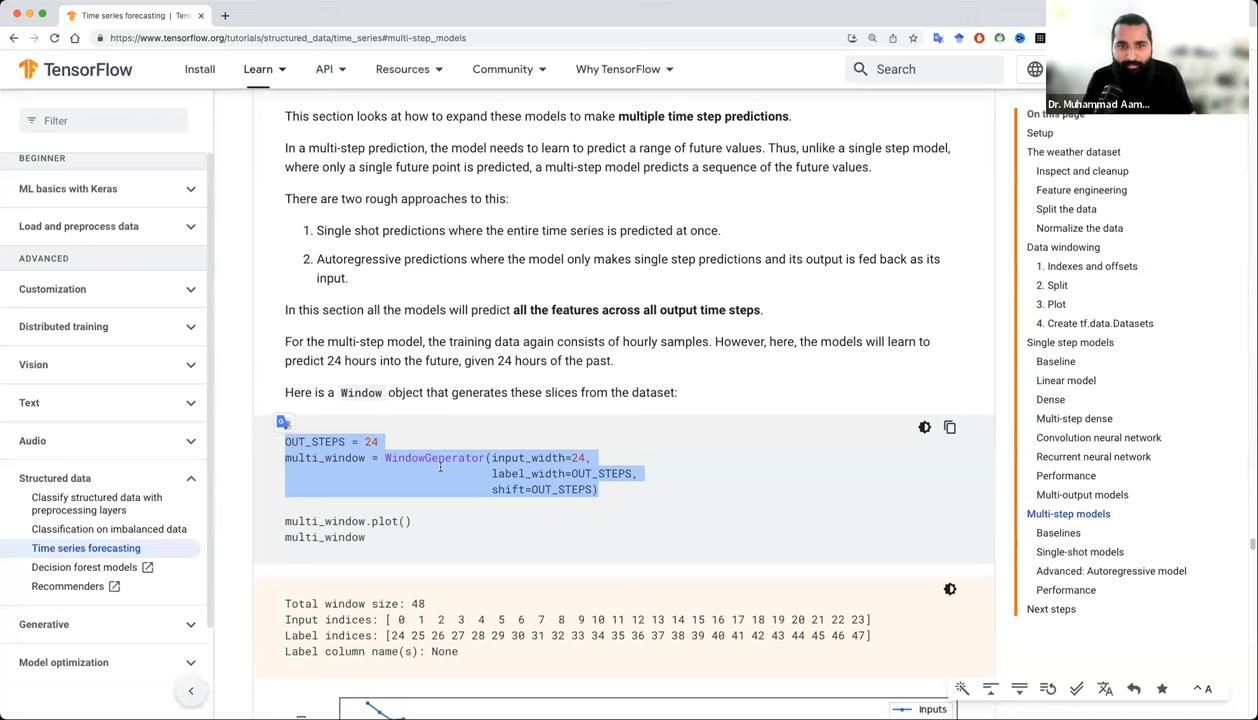 Time series forecasting | Tens
https://www.tensorflow.org/tutorials/structured_data/time_series#multi-step_models
Dr. Muhammad Aam...
TensorFlow
Install
Learn
API
Resources
Community
Why TensorFlow
Search
Filter
BEGINNER
ML basics with Keras
Load and preprocess data
ADVANCED
Customization
Distributed training
Vision
Text
Audio
Structured data
Classify structured data with
preprocessing layers
Classification on imbalanced data
Time series forecasting
Decision forest models
Recommenders
Generative
Model optimization
This section looks at how to expand these models to make multiple time step predictions.
In a multi-step prediction, the model needs to learn to predict a range of future values. Thus, unlike a single step model,
where only a single future point is predicted, a multi-step model predicts a sequence of the future values.
There are two rough approaches to this:
1. Single shot predictions where the entire time series is predicted at once.
2. Autoregressive predictions where the model only makes single step predictions and its output is fed back as its
input.
In this section all the models will predict all the features across all output time steps.
For the multi-step model, the training data again consists of hourly samples. However, here, the models will learn to
predict 24 hours into the future, given 24 hours of the past.
Here is a Window object that generates these slices from the dataset:
OUT_STEPS = 24
multi_window = WindowGenerator(input_width=24,
label_width=OUT_STEPS,
shift=OUT_STEPS)
multi_window.plot()
multi_window
Total window size: 48
Input indices: [ 0 1 2 3 4 5 6 7 8 9 10 11 12 13 14 15 16 17 18 19 20 21 22 23]
Label indices: [24 25 26 27 28 29 30 31 32 33 34 35 36 37 38 39 40 41 42 43 44 45 46 47]
Label column name(s): None
Inputs
On this page
Setup
The weather dataset
Inspect and cleanup
Feature engineering
Split the data
Normalize the data
Data windowing
1. Indexes and offsets
2. Split
3. Plot
4. Create tf.data.Datasets
Single step models
Baseline
Linear model
Dense
Multi-step dense
Convolution neural network
Recurrent neural network
Performance
Multi-output models
Multi-step models
Baselines
Single-shot models
Advanced: Autoregressive model
Performance
Next steps
A